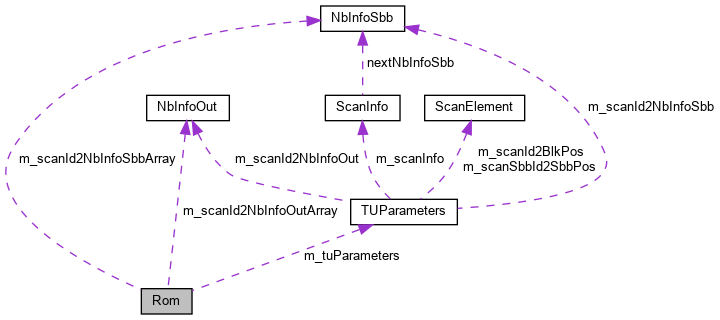 NbInfoSbb
nextNbInfoSbb
NbInfoOut
ScanInfo
ScanElement
m_scanId2NbInfoSbb
m_scanId2NbInfoSbbArray
m_scanId2NbInfoOut
m_scanInfo
m_scanId2BlkPos
m_scanSbbId2SbbPos
m_scanId2NbInfoOutArray
TUParameters
m_tuParameters
Rom